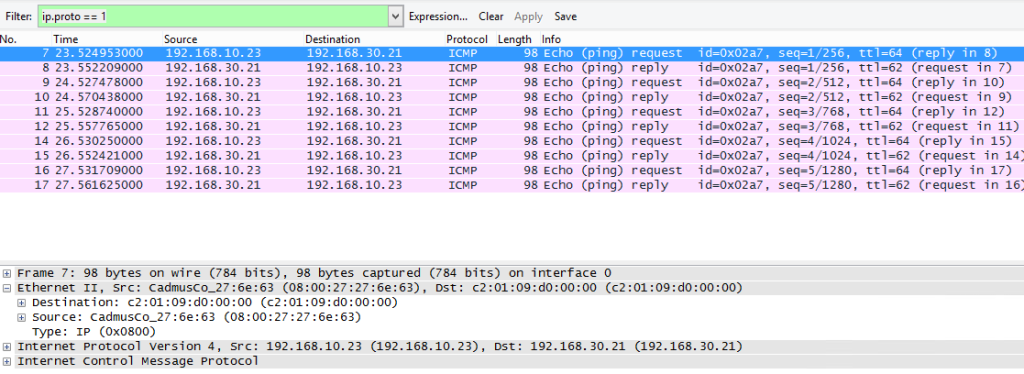 Filter: ip.proto == 1 Expression... Clear Apply Save
No. Time Source Destination Protocol Length Info
7 23.524953000 192.168.10.23 192.168.30.21 ICMP 98 Echo (ping) request id=0x02a7, seq=1/256, ttl=64 (reply in 8)
8 23.552209000 192.168.30.21 192.168.10.23 ICMP 98 Echo (ping) reply id=0x02a7, seq=1/256, ttl=62 (request in 7)
9 24.527478000 192.168.10.23 192.168.30.21 ICMP 98 Echo (ping) request id=0x02a7, seq=2/512, ttl=64 (reply in 10)
10 24.570438000 192.168.30.21 192.168.10.23 ICMP 98 Echo (ping) reply id=0x02a7, seq=2/512, ttl=62 (request in 9)
11 25.528740000 192.168.10.23 192.168.30.21 ICMP 98 Echo (ping) request id=0x02a7, seq=3/768, ttl=64 (reply in 12)
12 25.557765000 192.168.30.21 192.168.10.23 ICMP 98 Echo (ping) reply id=0x02a7, seq=3/768, ttl=62 (request in 11)
14 26.530250000 192.168.10.23 192.168.30.21 ICMP 98 Echo (ping) request id=0x02a7, seq=4/1024, ttl=64 (reply in 15)
15 26.552421000 192.168.30.21 192.168.10.23 ICMP 98 Echo (ping) reply id=0x02a7, seq=4/1024, ttl=62 (request in 14)
16 27.531709000 192.168.10.23 192.168.30.21 ICMP 98 Echo (ping) request id=0x02a7, seq=5/1280, ttl=64 (reply in 17)
17 27.561625000 192.168.30.21 192.168.10.23 ICMP 98 Echo (ping) reply id=0x02a7, seq=5/1280, ttl=62 (request in 16)
Frame 7: 98 bytes on wire (784 bits), 98 bytes captured (784 bits) on interface 0
Ethernet II, Src: CadmusCo_27:6e:63 (08:00:27:27:6e:63), Dst: c2:01:09:d0:00:00 (c2:01:09:d0:00:00)
Destination: c2:01:09:d0:00:00 (c2:01:09:d0:00:00)
Source: CadmusCo_27:6e:63 (08:00:27:27:6e:63)
Type: IP (0x0800)
Internet Protocol Version 4, Src: 192.168.10.23 (192.168.10.23), Dst: 192.168.30.21 (192.168.30.21)
Internet Control Message Protocol